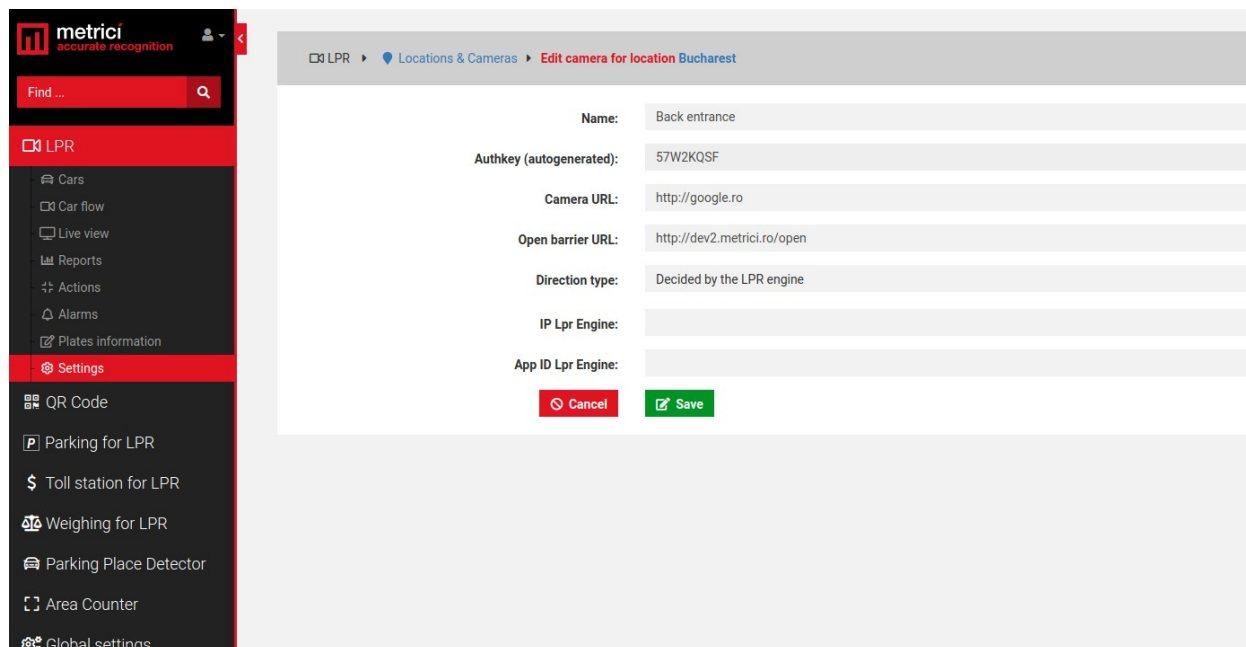 metrici
accurate recognition
Find ...
LPR
Cars
Car flow
Live view
Reports
Actions
Alarms
Plates information
Settings
QR Code
P Parking for LPR
$ Toll station for LPR
Weighing for LPR
Parking Place Detector
Area Counter
Global settings
LPR Locations & Cameras Edit camera for location Bucharest
Name: Back entrance
Authkey (autogenerated): 57W2KQSF
Camera URL: http://google.ro
Open barrier URL: http://dev2.metrici.ro/open
Direction type: Decided by the LPR engine
IP Lpr Engine:
App ID Lpr Engine:
Cancel Save